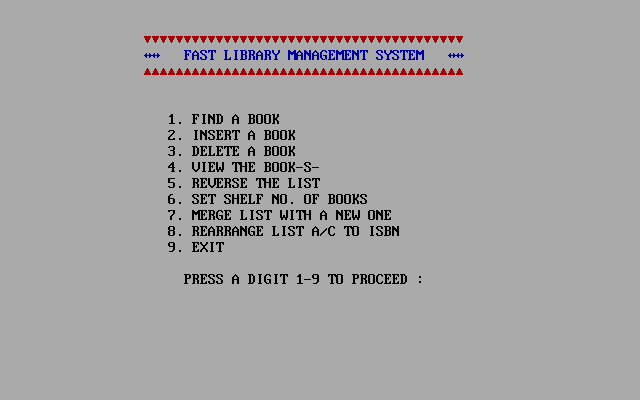 FAST LIBRARY MANAGEMENT SYSTEM
1. FIND A BOOK
2. INSERT A BOOK
3. DELETE A BOOK
4. VIEW THE BOOK-S-
5. REVERSE THE LIST
6. SET SHELF NO. OF BOOKS
7. MERGE LIST WITH A NEW ONE
8. REARRANGE LIST A/C TO ISBN
9. EXIT
PRESS A DIGIT 1-9 TO PROCEED :